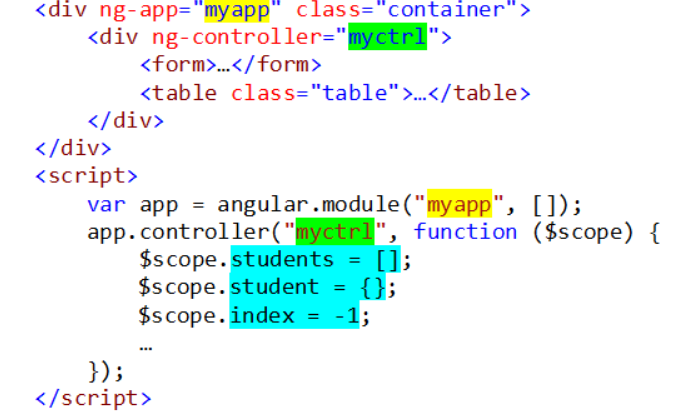 <div ng-app="myapp" class="container">
<div ng-controller="myctrl">
<form>…</form>
<table class="table">…</table>
</div>
</div>
<script>
var app = angular.module("myapp", []);
app.controller("myctrl", function ($scope) {
$scope.students = [];
$scope.student = {};
$scope.index = -1;
…
});
</script>